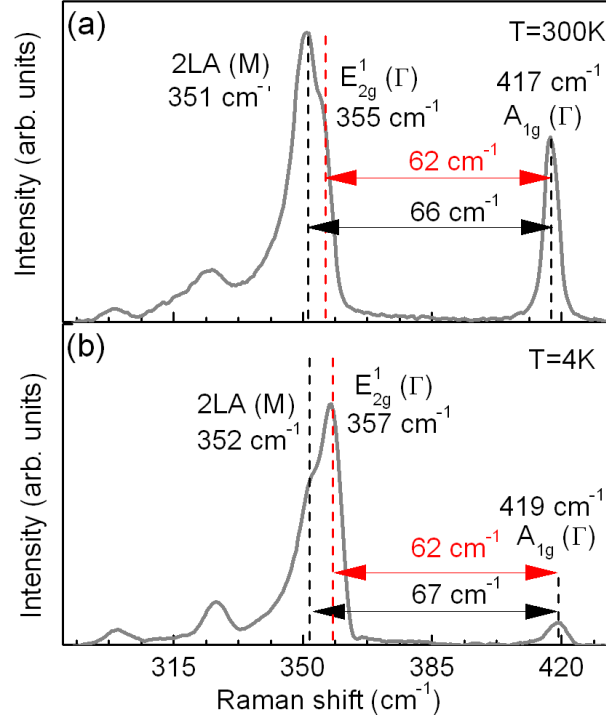 (a)
T=300K
2LA (M)
351 cm⁻¹
E¹2g (Γ)
355 cm⁻¹
417 cm⁻¹
A1g (Γ)
62 cm⁻¹
66 cm⁻¹
Intensity (arb. units)
(b)
T=4K
2LA (M)
352 cm⁻¹
E¹2g (Γ)
357 cm⁻¹
419 cm⁻¹
A1g (Γ)
62 cm⁻¹
67 cm⁻¹
Intensity (arb. units)
315 350 385 420
Raman shift (cm⁻¹)